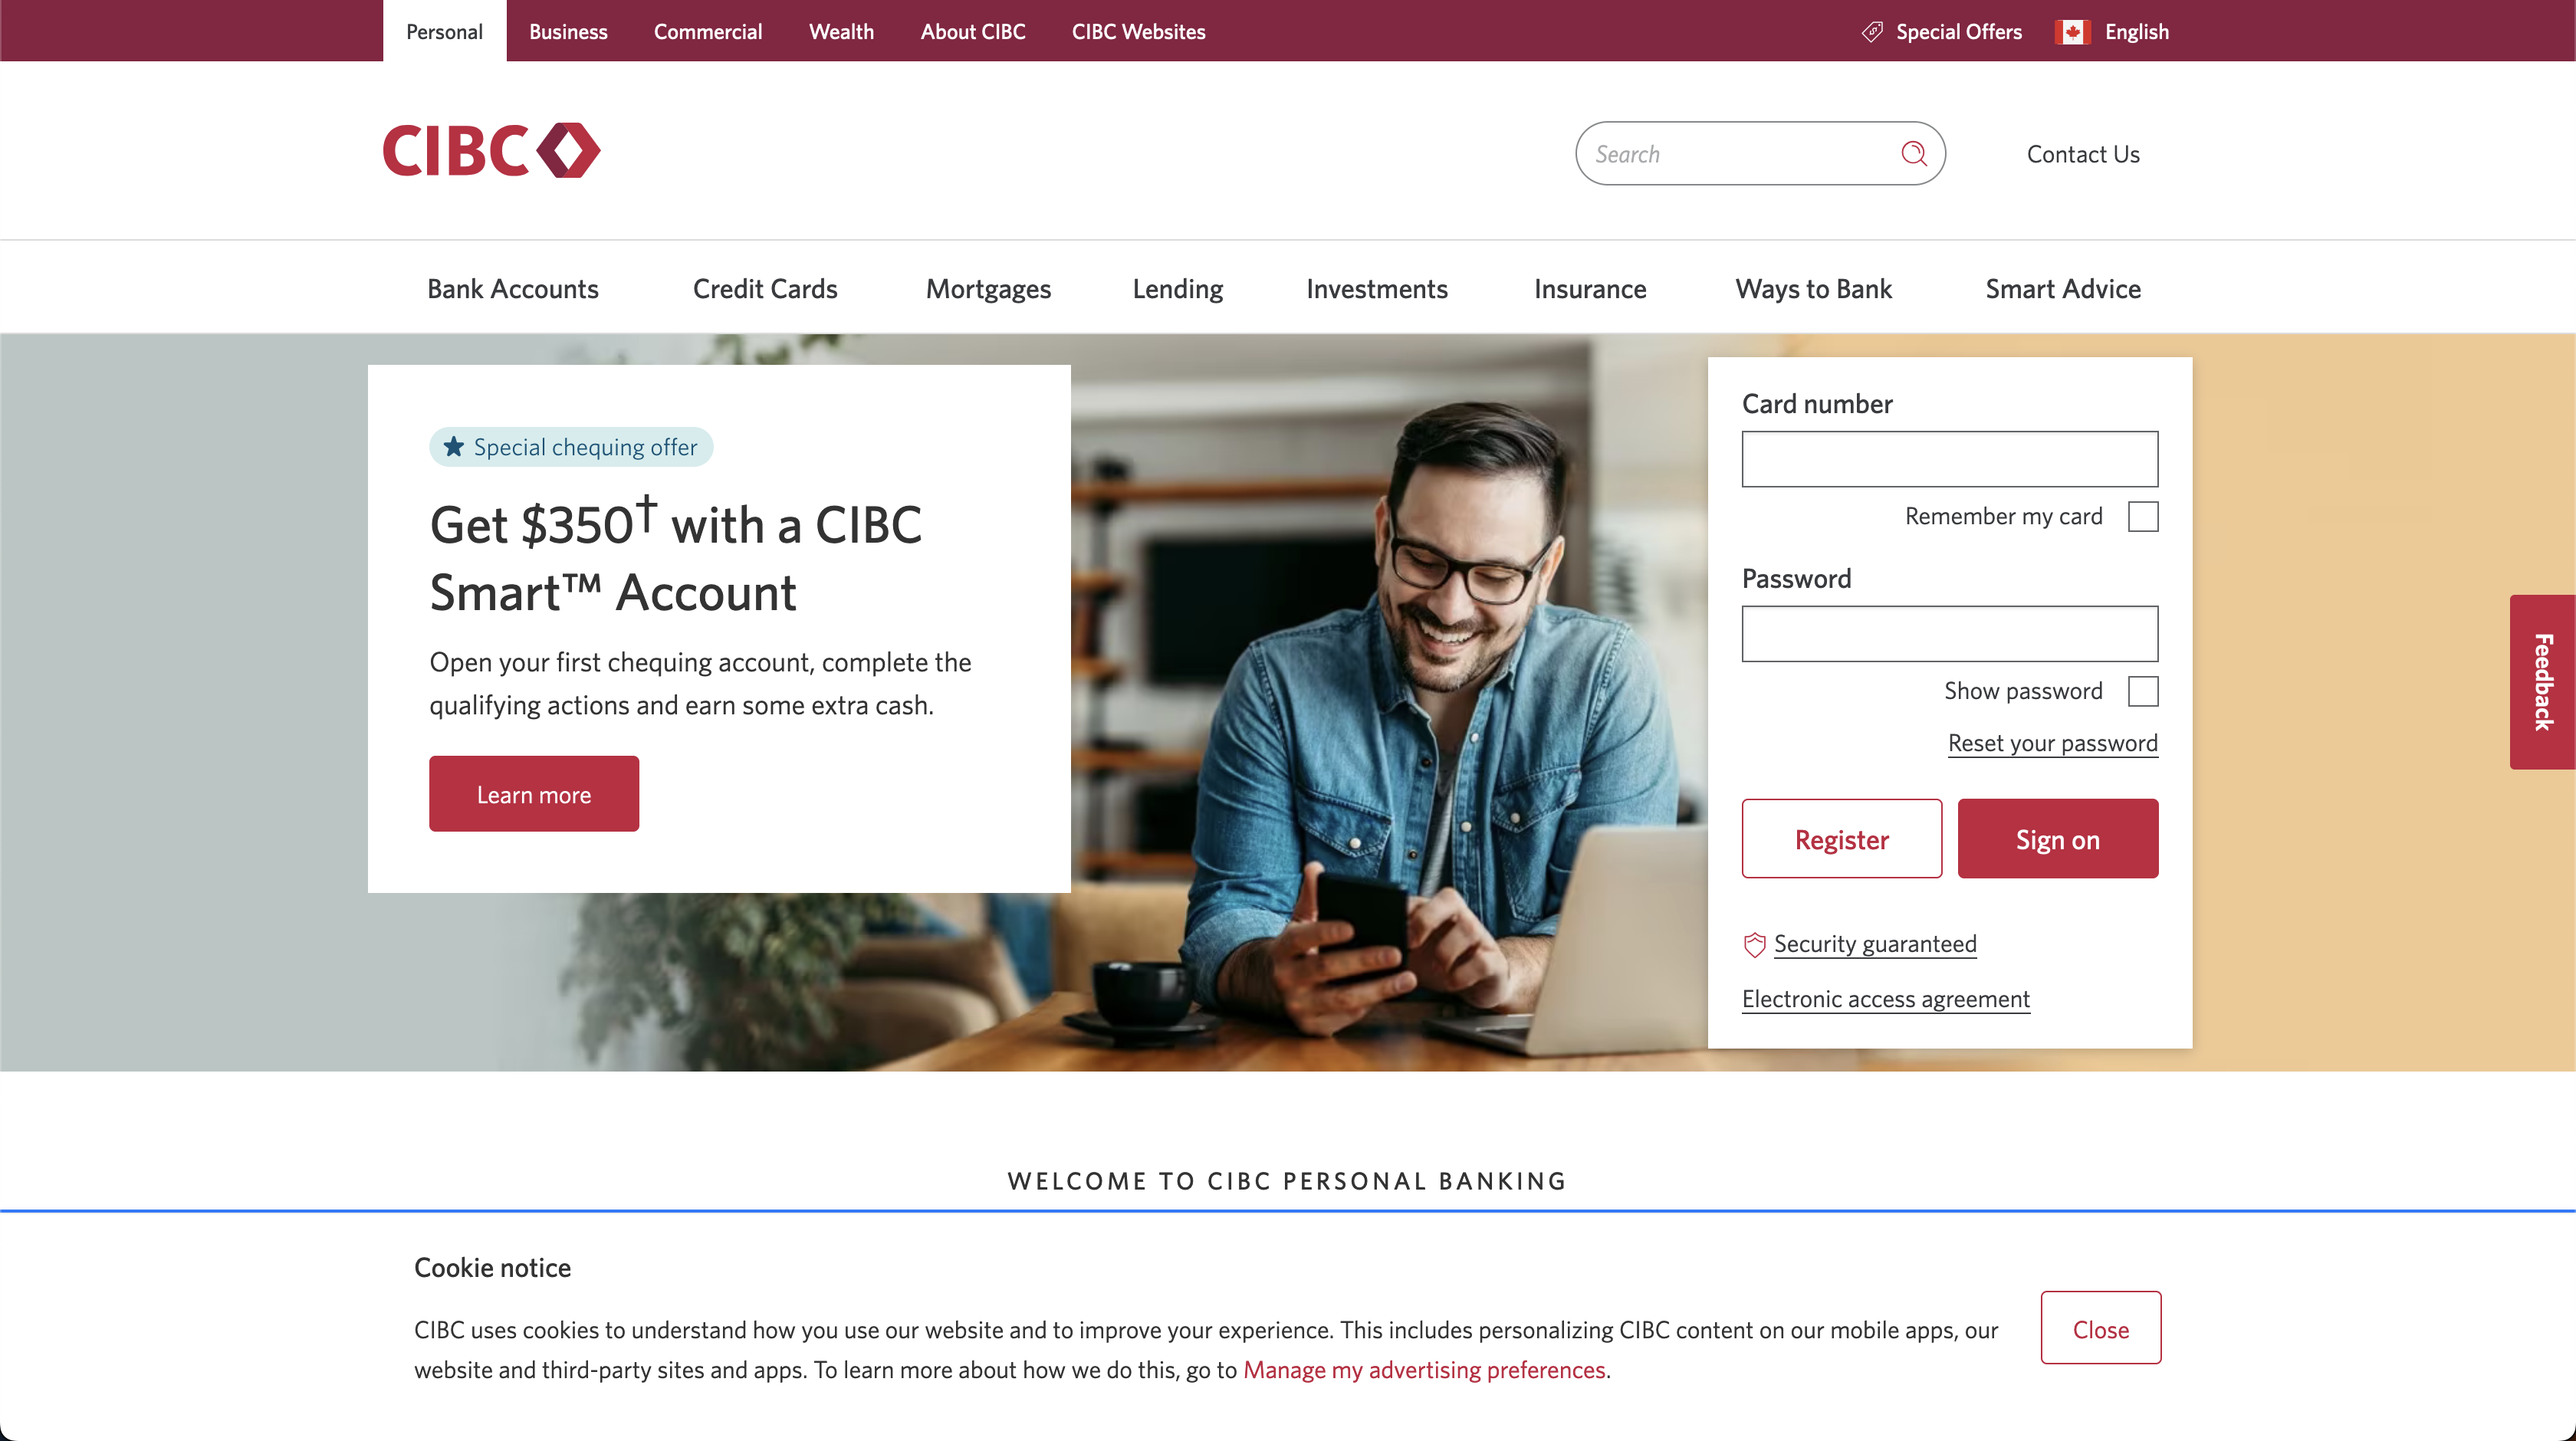 Personal
Business
Commercial
Wealth
About CIBC
CIBC Websites
Special Offers
English
CIBC
Search
Contact Us
Bank Accounts
Credit Cards
Mortgages
Lending
Investments
Insurance
Ways to Bank
Smart Advice
Special chequing offer
Get $350† with a CIBC
Smart™ Account
Open your first chequing account, complete the
qualifying actions and earn some extra cash.
Learn more
Card number
Remember my card
Password
Show password
Reset your password
Register
Sign on
Security guaranteed
Electronic access agreement
Feedback
WELCOME TO CIBC PERSONAL BANKING
Cookie notice
CIBC uses cookies to understand how you use our website and to improve your experience. This includes personalizing CIBC content on our mobile apps, our
website and third-party sites and apps. To learn more about how we do this, go to Manage my advertising preferences.
Close